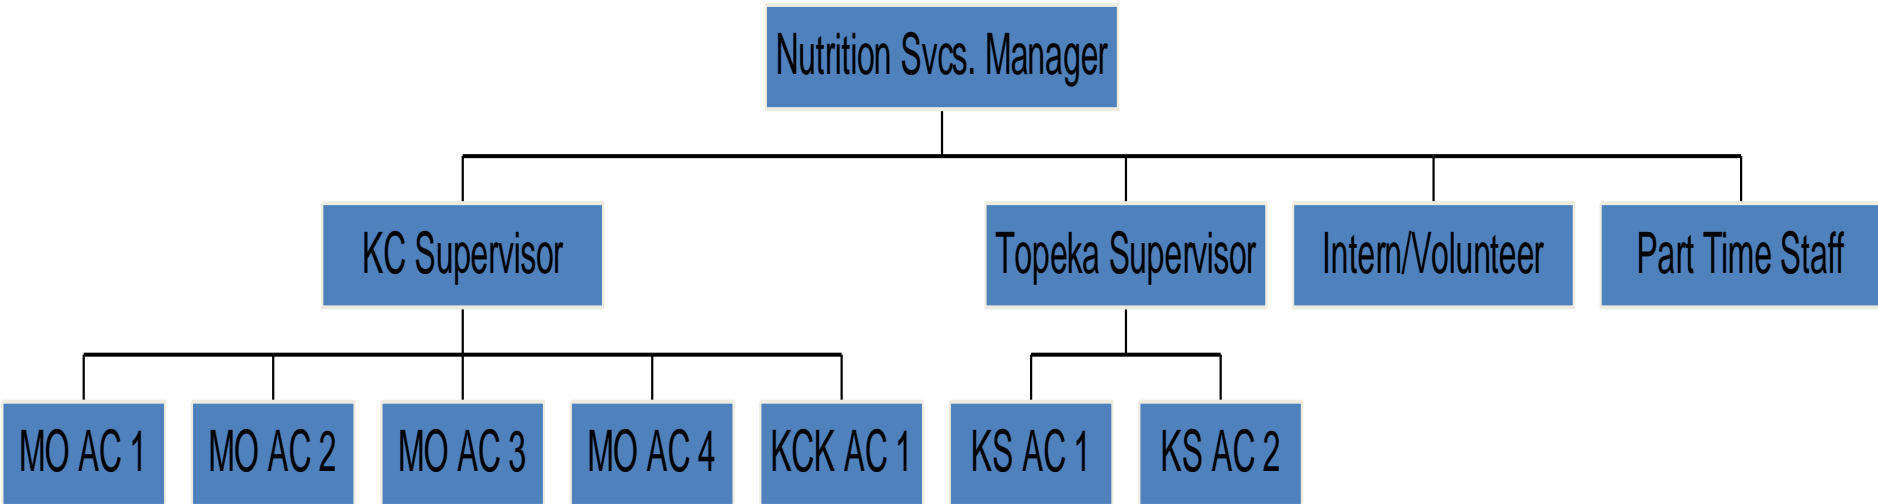 Nutrition Svcs. Manager
KC Supervisor
Topeka Supervisor
Intern/Volunteer
Part Time Staff
MO AC 1
MO AC 2
MO AC 3
MO AC 4
KCK AC 1
KS AC 1
KS AC 2